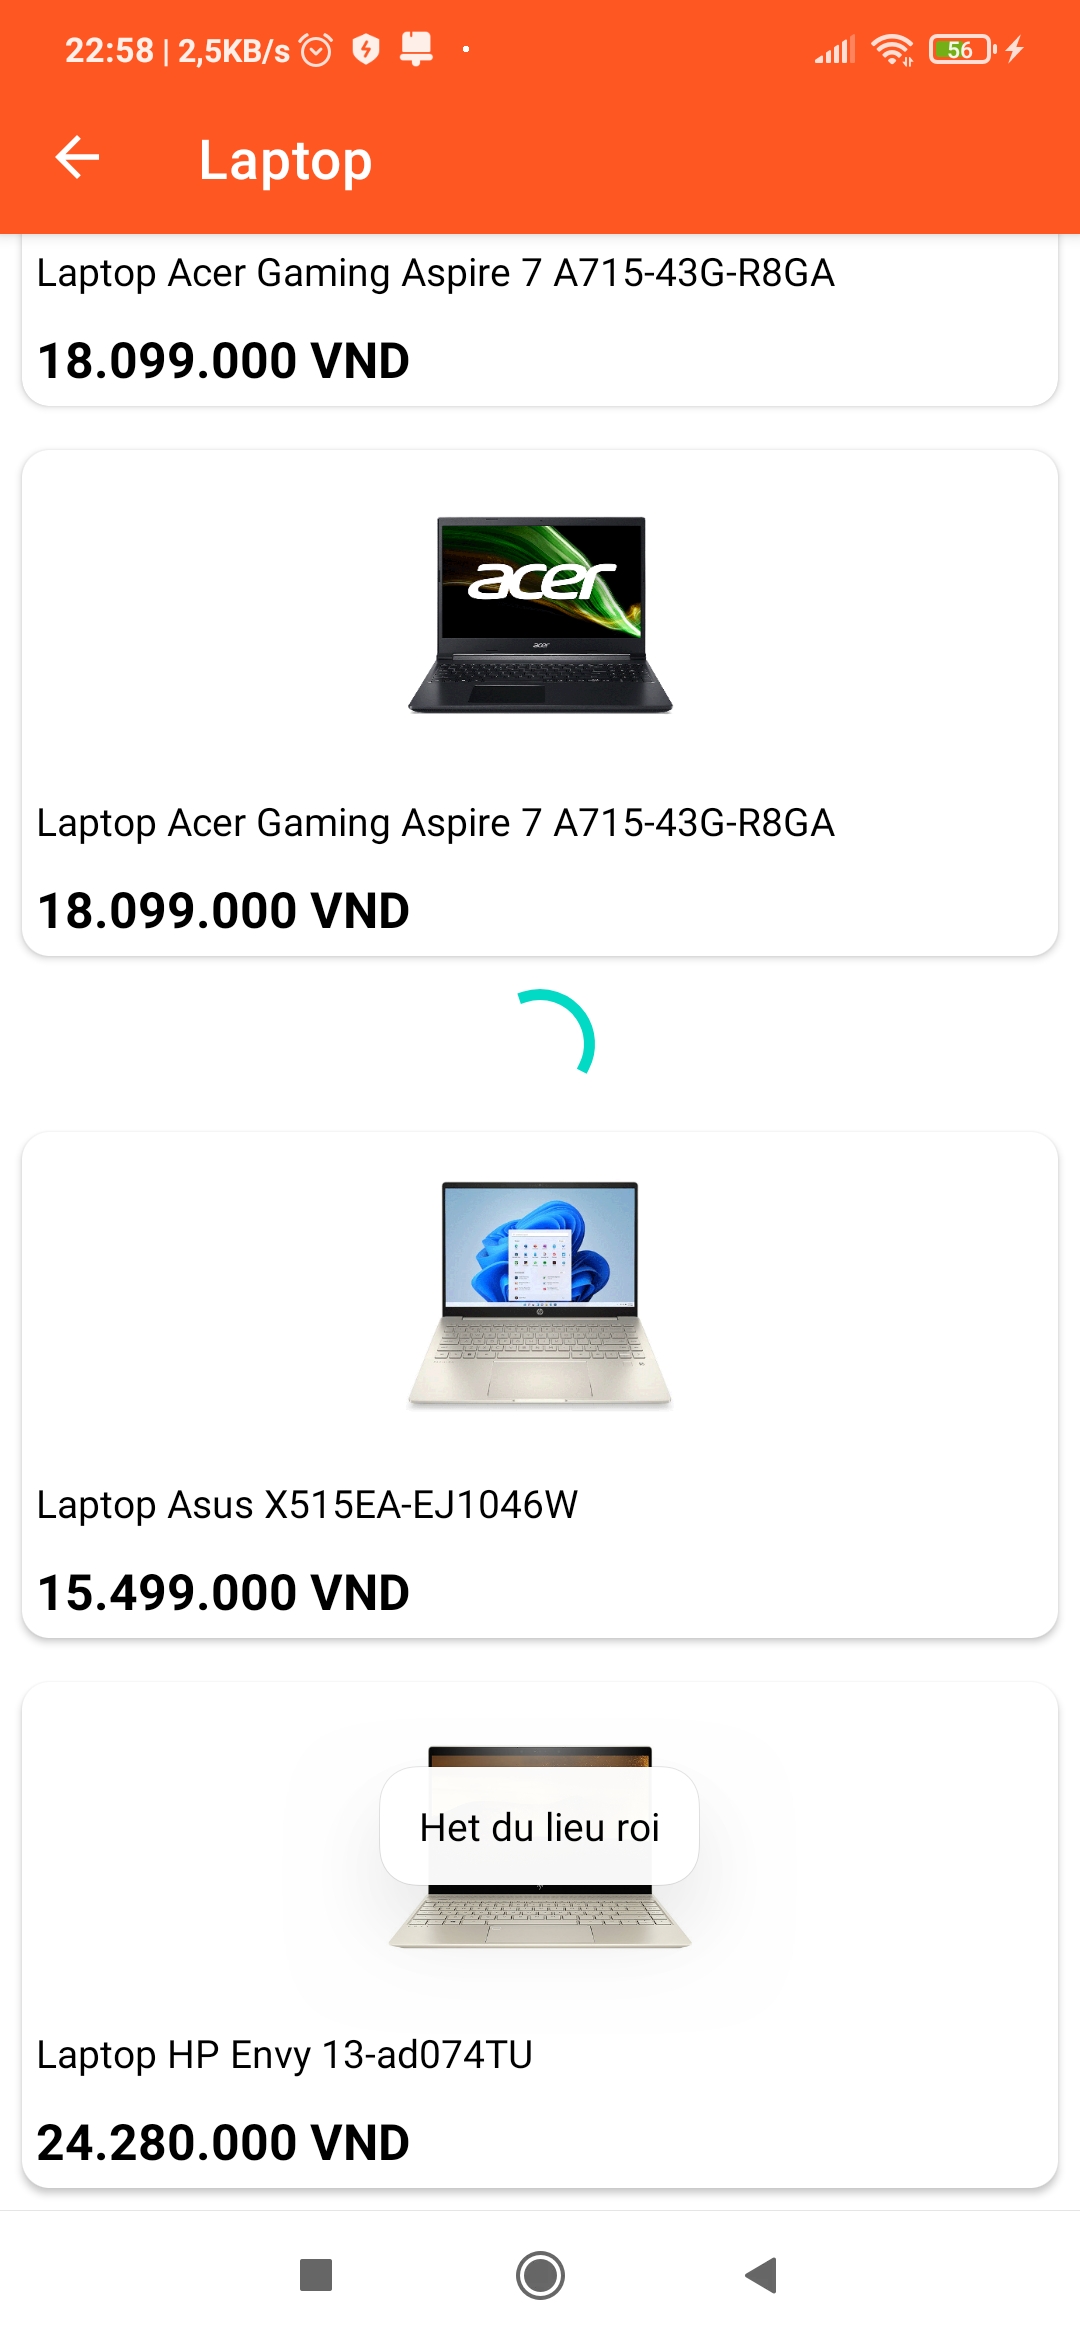 22:58 | 2,5KB/s
56
Laptop
Laptop Acer Gaming Aspire 7 A715-43G-R8GA
18.099.000 VND
acer
acer
Laptop Acer Gaming Aspire 7 A715-43G-R8GA
18.099.000 VND
Laptop Asus X515EA-EJ1046W
15.499.000 VND
Het du lieu roi
Laptop HP Envy 13-ad074TU
24.280.000 VND